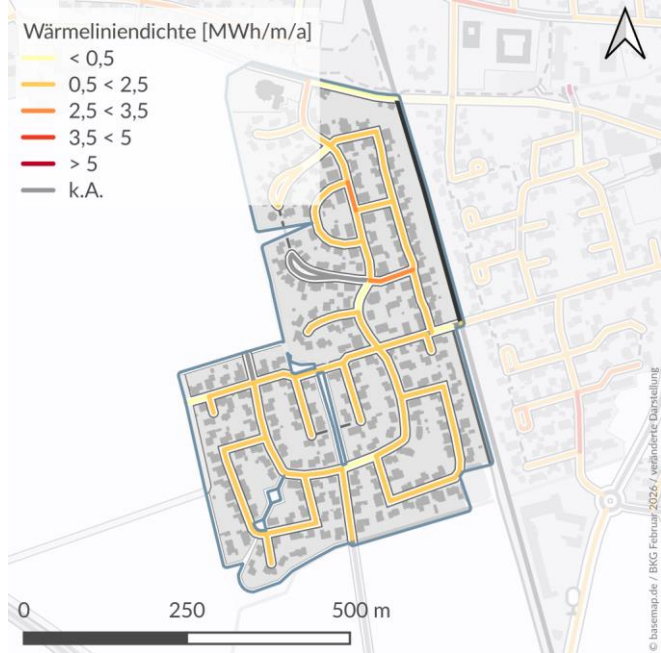 Wärmeliniendichte [MWh/m/a]
< 0,5
0,5 < 2,5
2,5 < 3,5
3,5 < 5
> 5
k.A.
0 250 500 m
© basemap.de / BKG Februar 2026 / veränderte Darstellung